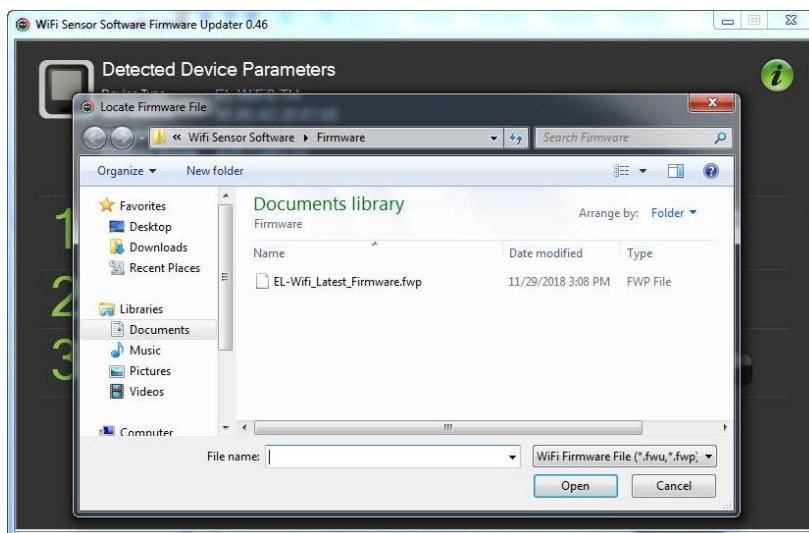 WiFi Sensor Software Firmware Updater 0.46
Detected Device Parameters
Locate Firmware File
« Wifi Sensor Software ▸ Firmware
Search Firmware
Organize
New folder
Favorites
Desktop
Downloads
Recent Places
Libraries
Documents
Music
Pictures
Videos
Computer
Documents library
Firmware
Arrange by: Folder
Name Date modified Type
EL-Wifi_Latest_Firmware.fwp 11/29/2018 3:08 PM FWP File
1
2
3
File name:
WiFi Firmware File (*.fwu,*.fwp;
Open
Cancel